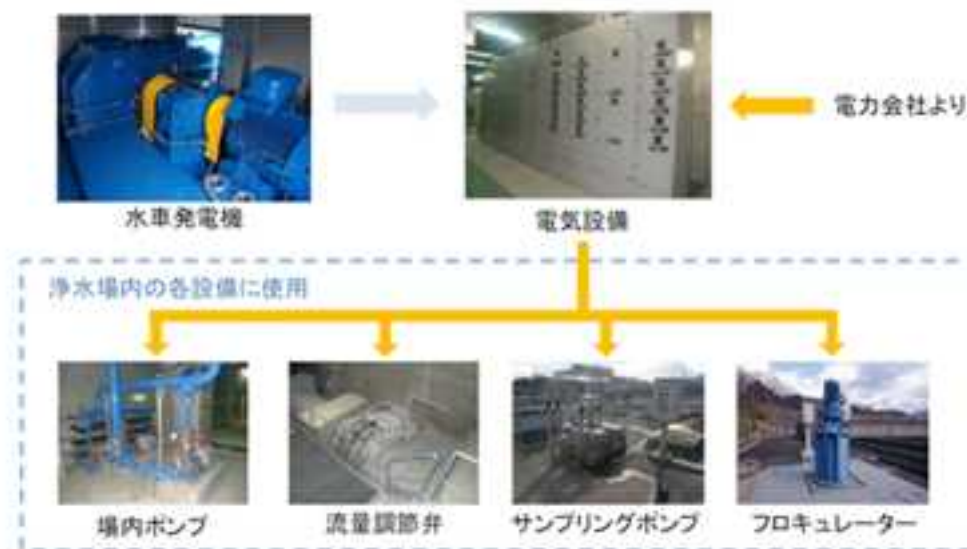 電力会社より
水車発電機
電気設備
浄水場内の各設備に使用
場内ポンプ
流量調節弁
サンプリングポンプ
フロキュレーター